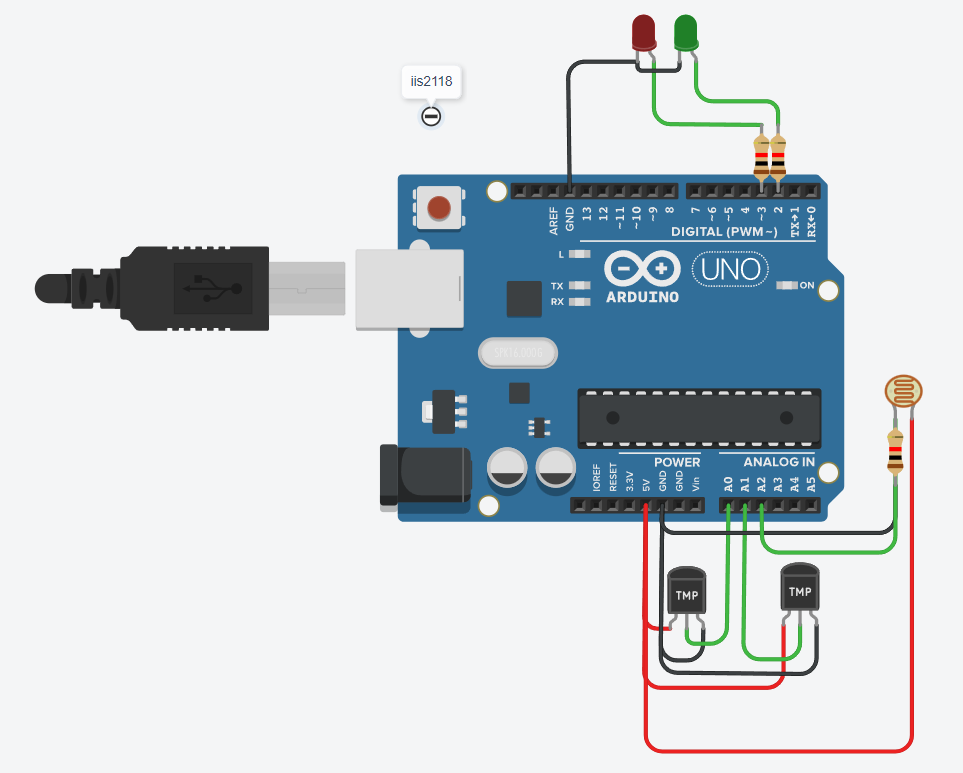 iis2118
AREF
GND
13
12
~11
~10
~9
8
7
~6
~5
4
~3
2
TX→1
RX←0
DIGITAL (PWM~)
L
TX
RX
ARDUINO
UNO
ON
POWER
ANALOG IN
IOREF
RESET
3.3V
5V
GND
GND
Vin
A0
A1
A2
A3
A4
A5
TMP
TMP